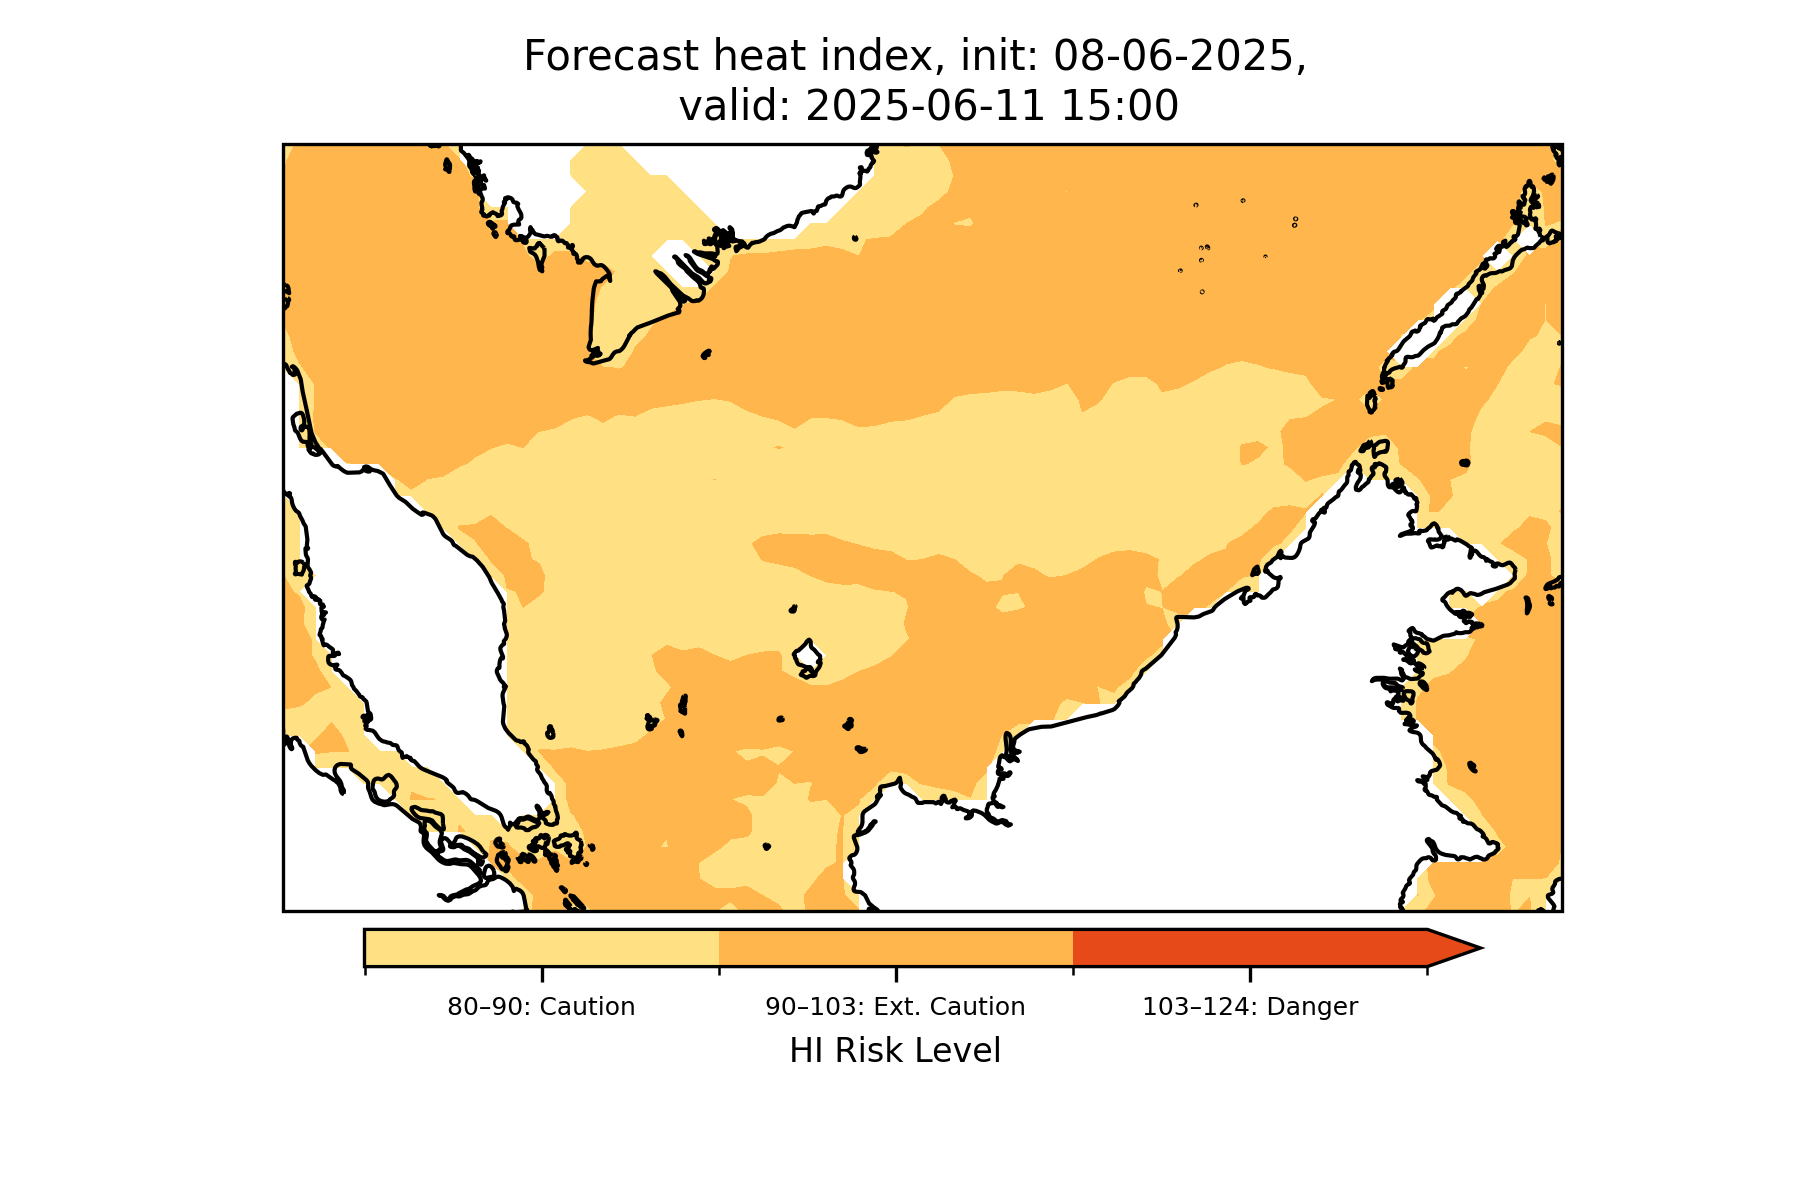 Forecast heat index, init: 08-06-2025,
valid: 2025-06-11 15:00
80–90: Caution
90–103: Ext. Caution
103–124: Danger
HI Risk Level